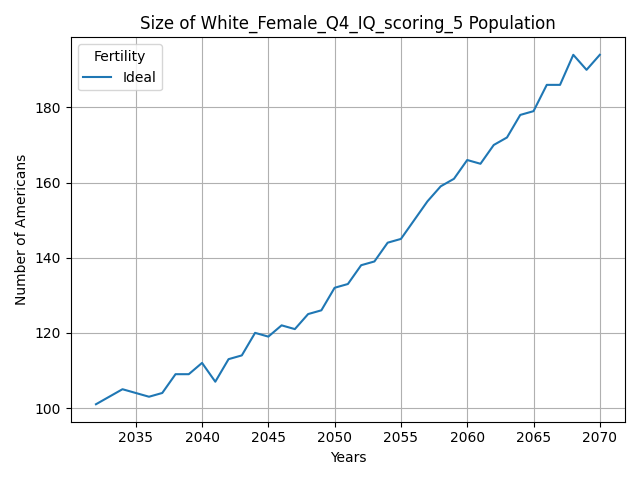 Size of White_Female_Q4_IQ_scoring_5 Population
Fertility
Ideal
Number of Americans
180
160
140
120
100
2035 2040 2045 2050 2055 2060 2065 2070
Years